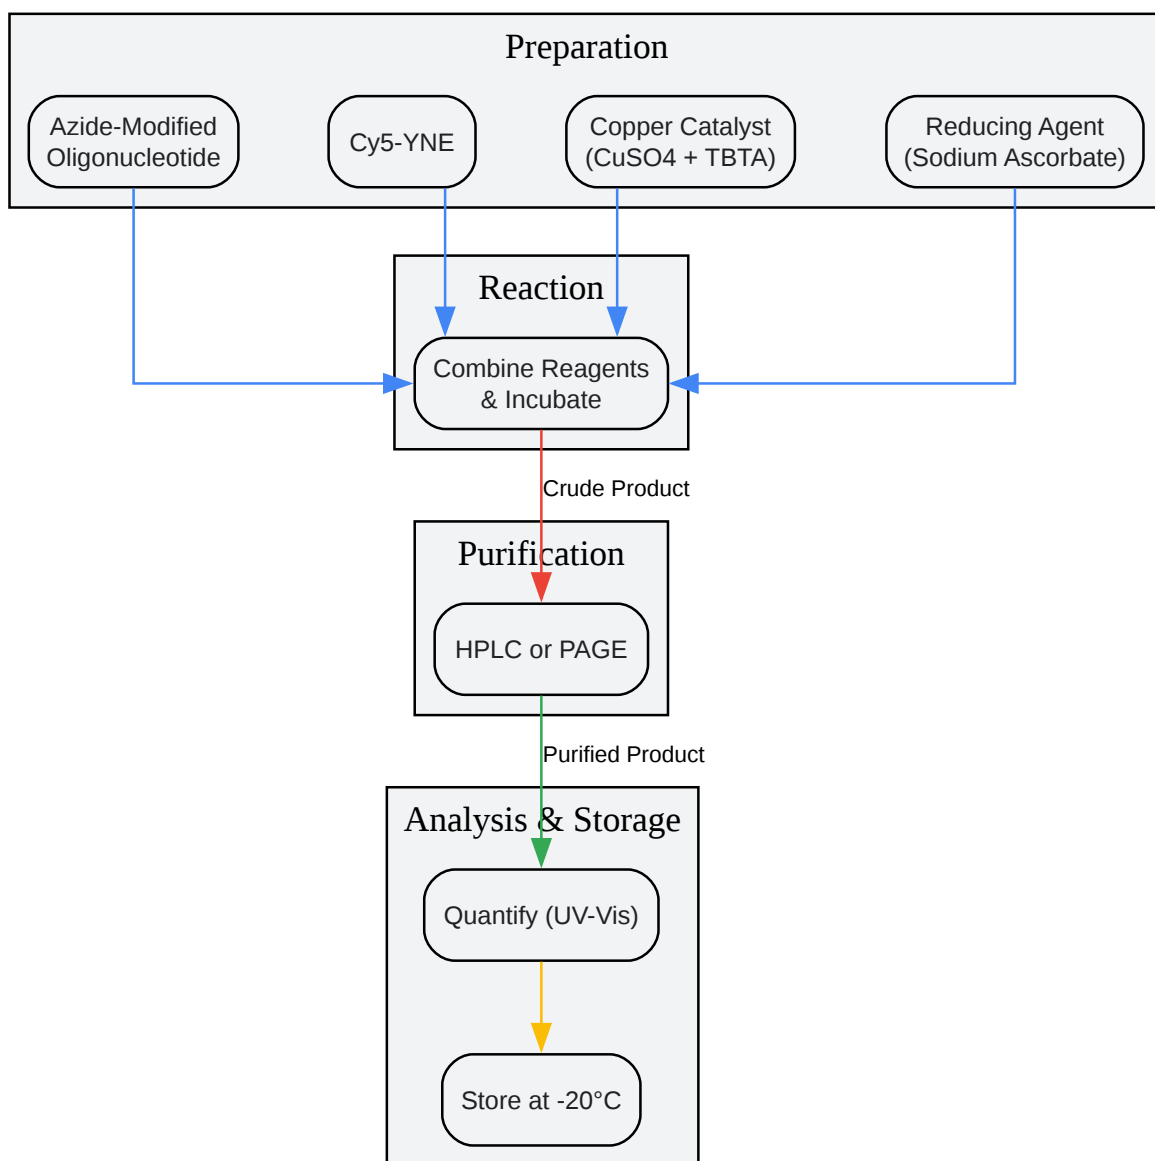 Preparation
Azide-Modified
Oligonucleotide
Cy5-YNE
Copper Catalyst
(CuSO4 + TBTA)
Reducing Agent
(Sodium Ascorbate)
Reaction
Combine Reagents
& Incubate
Crude Product
Purification
HPLC or PAGE
Purified Product
Analysis & Storage
Quantify (UV-Vis)
Store at -20°C